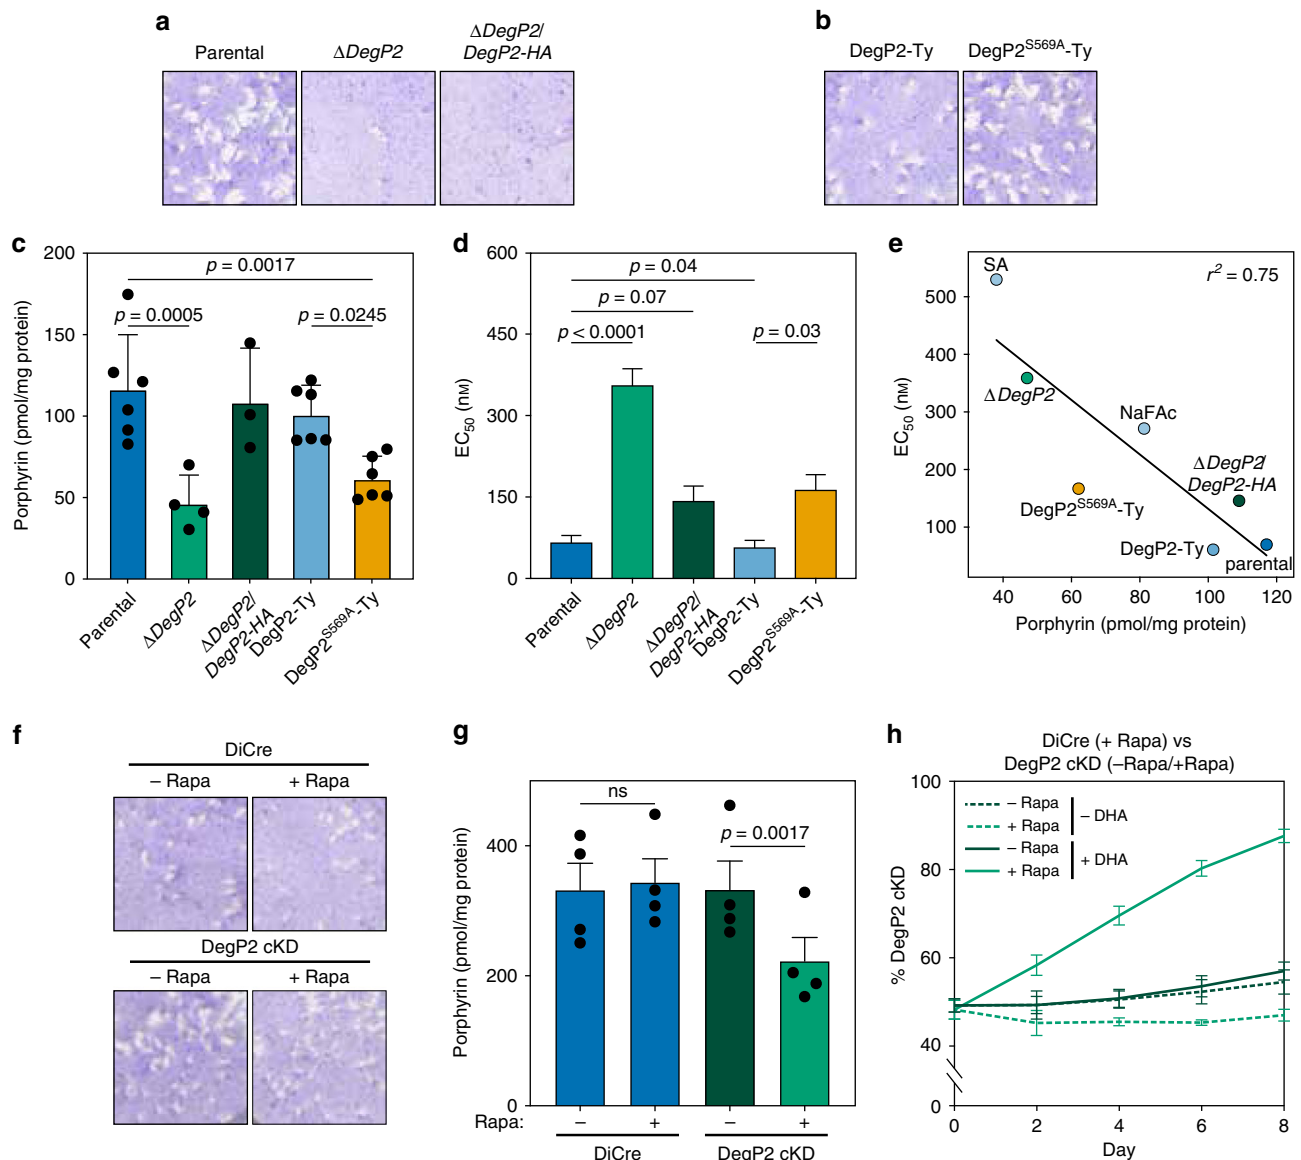 a
Parental
ΔDegP2
ΔDegP2/
DegP2-HA
b
DegP2-Ty
DegP2S569A-Ty
c
Porphyrin (pmol/mg protein)
200
150
100
50
0
p = 0.0017
p = 0.0005
p = 0.0245
Parental
ΔDegP2
ΔDegP2/
DegP2-HA
DegP2-Ty
DegP2S569A-Ty
d
EC50 (nM)
600
450
300
150
0
p = 0.04
p = 0.07
p < 0.0001
p = 0.03
Parental
ΔDegP2
ΔDegP2/
DegP2-HA
DegP2-Ty
DegP2S569A-Ty
e
EC50 (nM)
500
400
300
200
100
r2 = 0.75
SA
ΔDegP2
NaFAc
ΔDegP2/
DegP2-HA
DegP2S569A-Ty
DegP2-Ty
parental
40 60 80 100 120
Porphyrin (pmol/mg protein)
f
DiCre
– Rapa
+ Rapa
DegP2 cKD
– Rapa
+ Rapa
g
Porphyrin (pmol/mg protein)
400
200
0
ns
p = 0.0017
Rapa: – + – +
DiCre
DegP2 cKD
h
DiCre (+ Rapa) vs
DegP2 cKD (–Rapa/+Rapa)
% DegP2 cKD
100
80
60
40
0
– Rapa
+ Rapa
– DHA
– Rapa
+ Rapa
+ DHA
0 2 4 6 8
Day